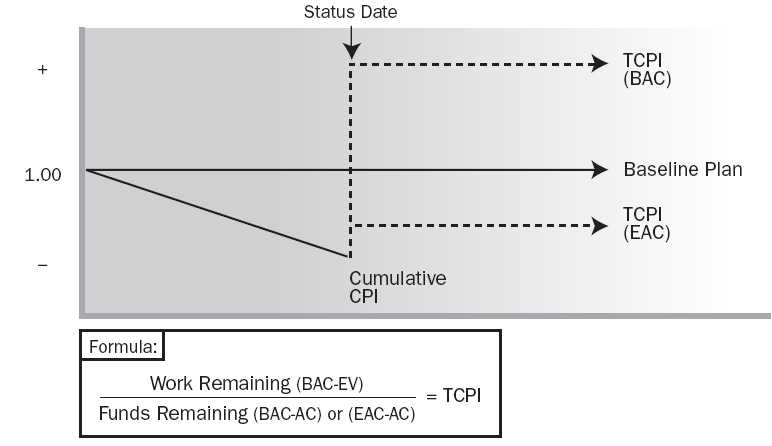 Status Date
+
TCPI
(BAC)
1.00
Baseline Plan
TCPI
(EAC)
–
Cumulative
CPI
Formula:
Work Remaining (BAC-EV)
Funds Remaining (BAC-AC) or (EAC-AC)
= TCPI